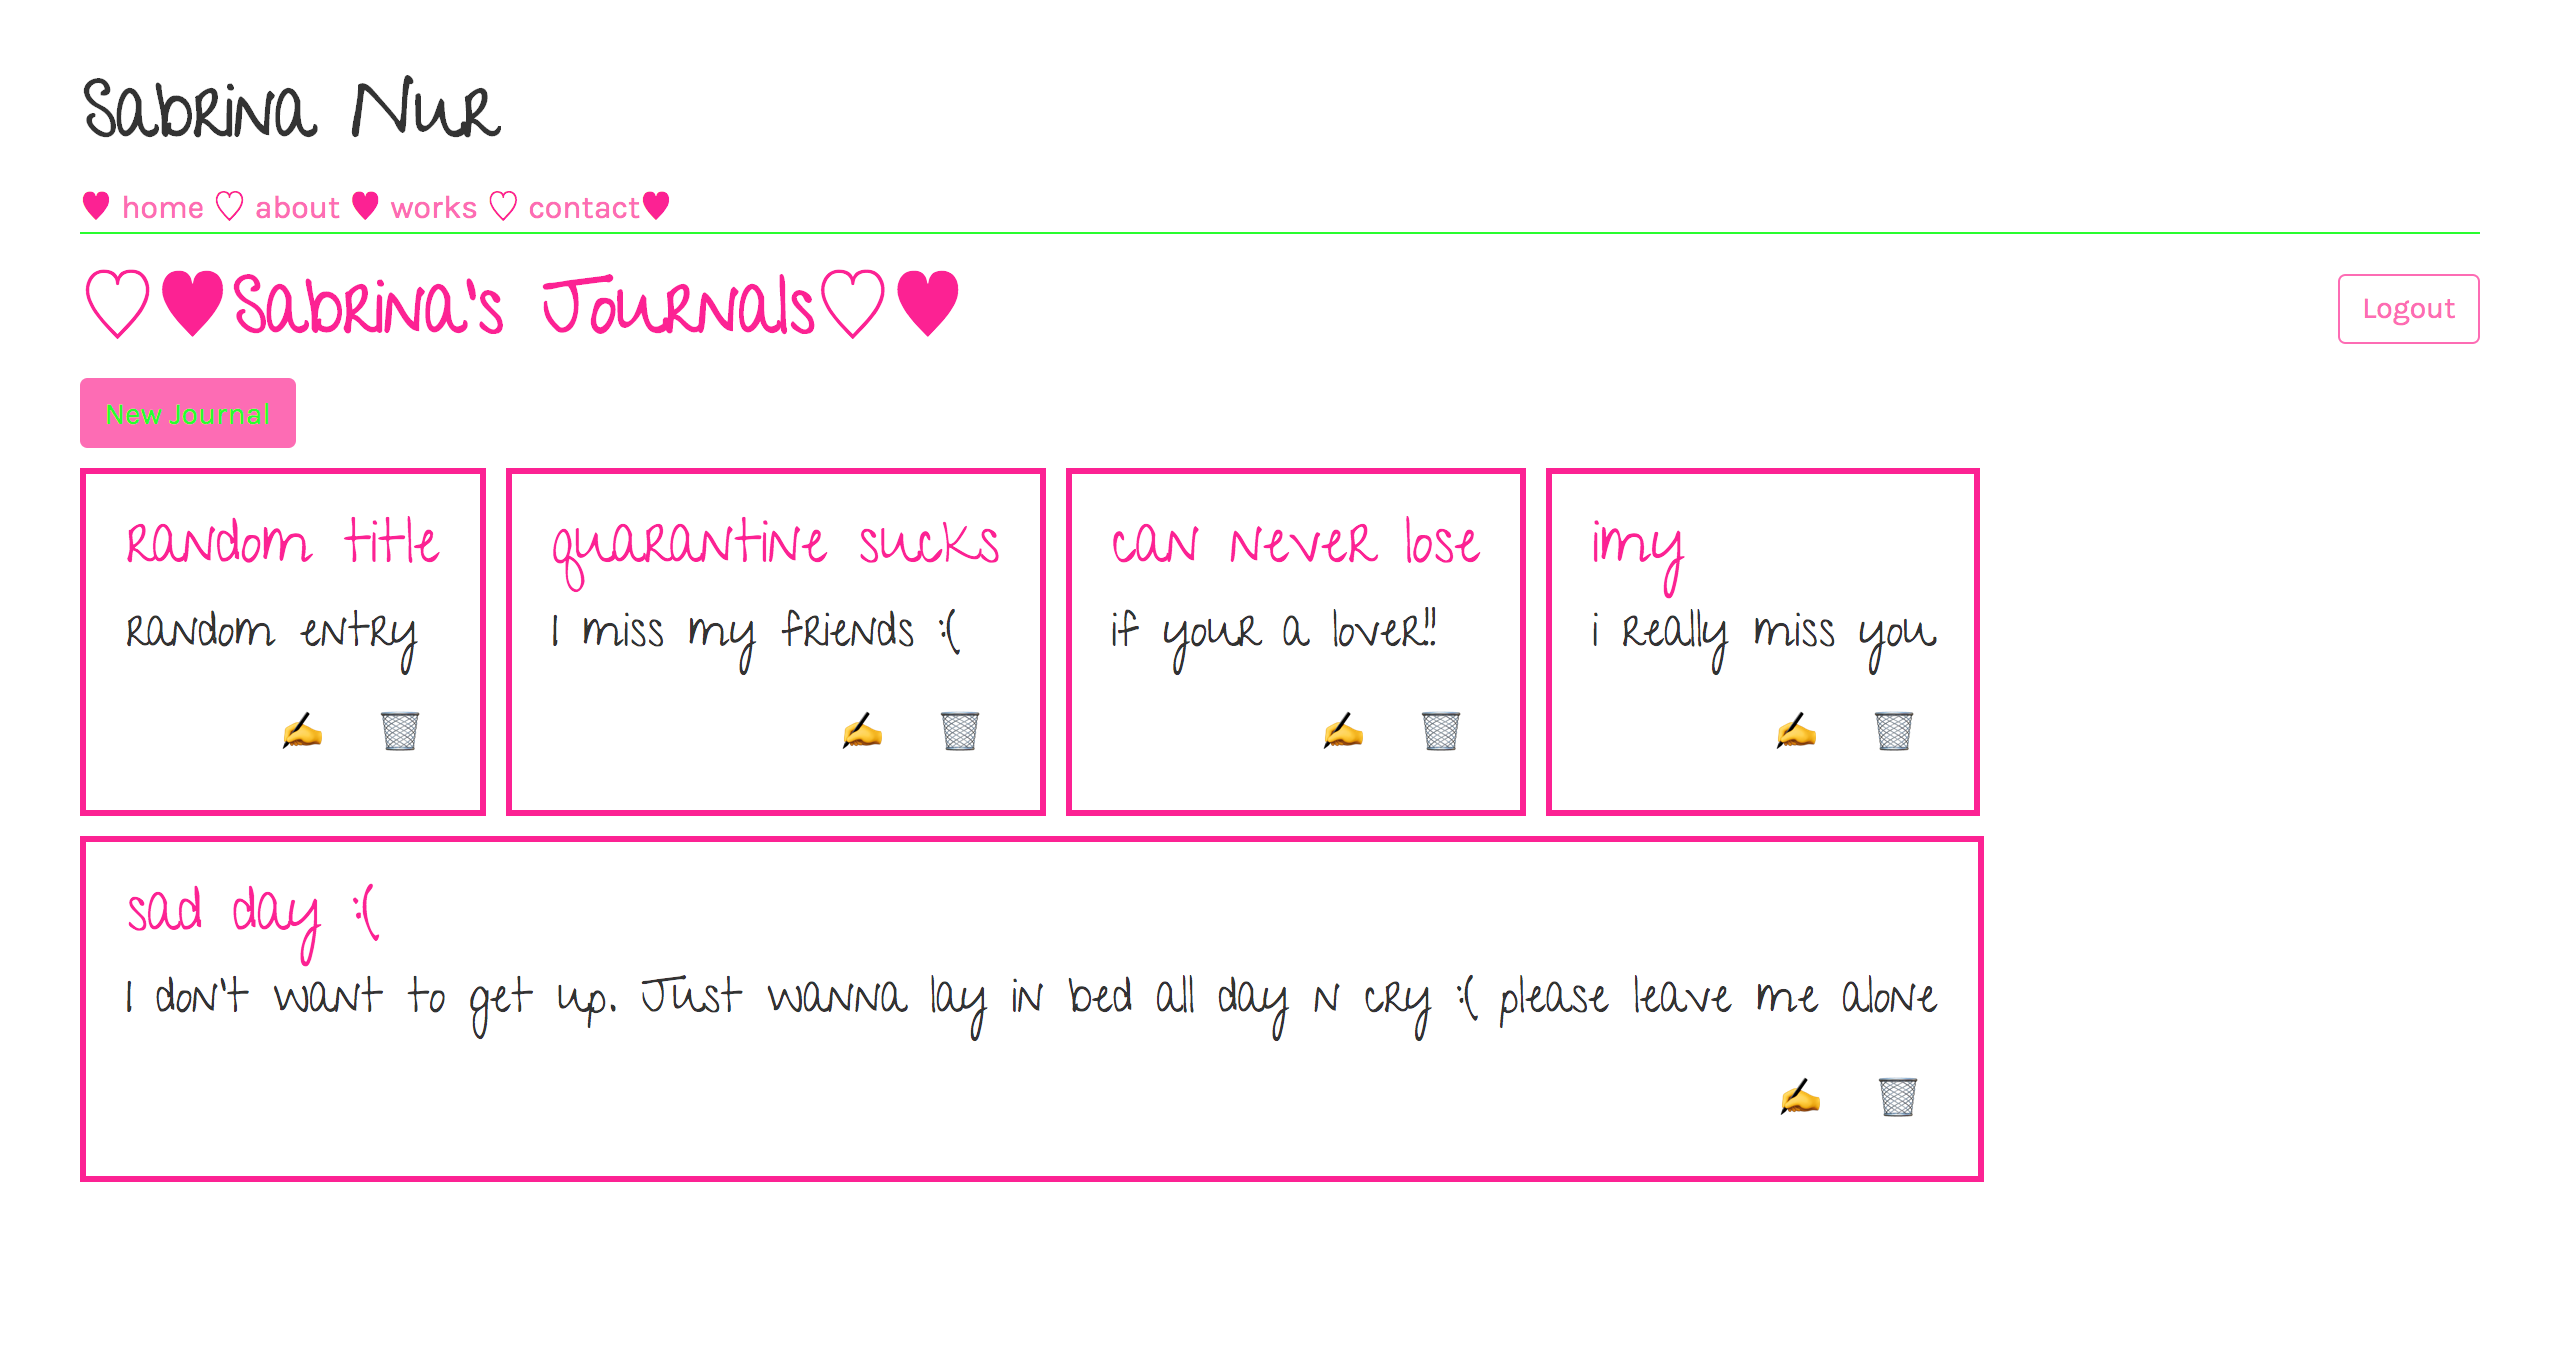 Sabrina Nur
♥ home ♡ about ♥ works ♡ contact♥
♡♥Sabrina's Journals♡♥
Logout
New Journal
random title
random entry
quarantine sucks
I miss my friends :(
can never lose
if your a lover!!
imy
i really miss you
sad day :(
I don't want to get up. Just wanna lay in bed all day n cry :( please leave me alone